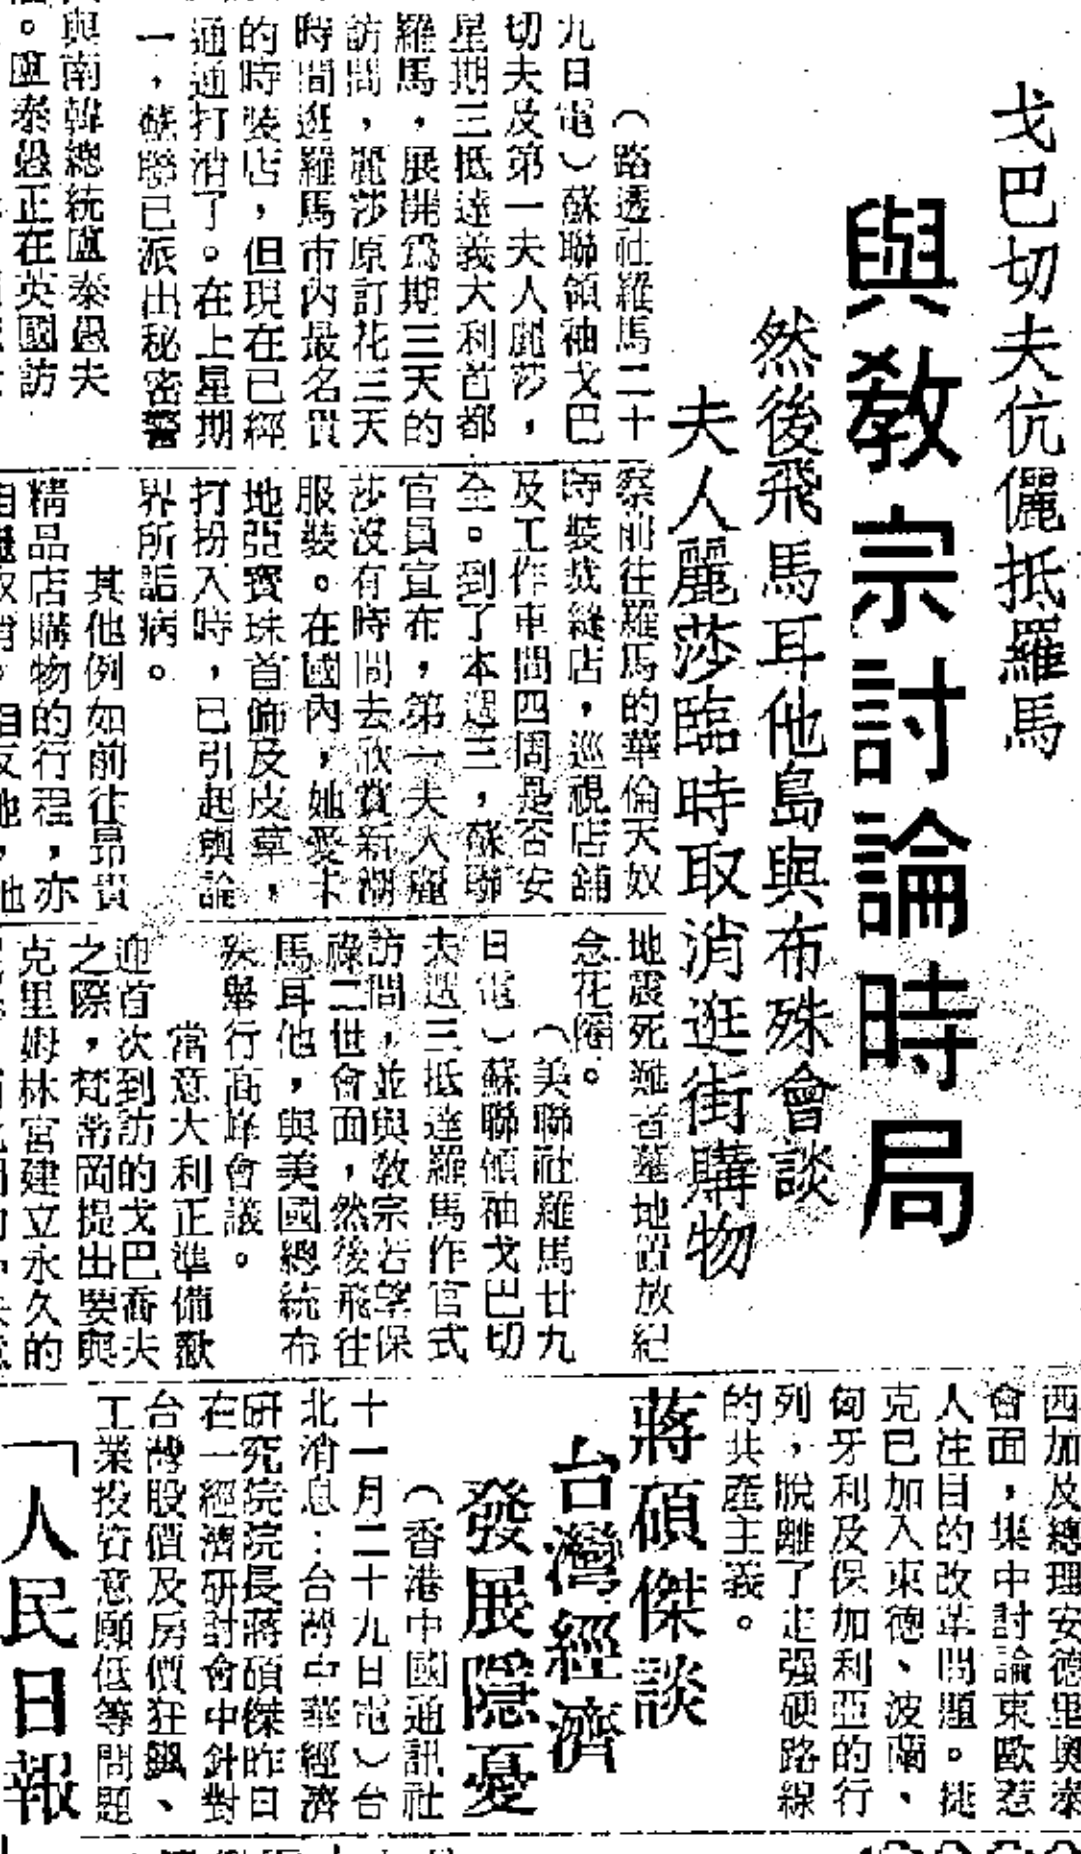 戈巴切夫伉儷抵羅馬
與教宗討論時局
然後飛馬耳他島與布殊會談
夫人麗莎臨時取消逛街購物
（路透社羅馬二十
九日電）蘇聯領袖戈巴
切夫及第一夫人麗莎，
星期三抵達義大利首都
羅馬，展開為期三天的
訪問，麗莎原訂花三天
時間逛羅馬市內最名貴
的時裝店，但現在已經
通通打消了。在上星期
一，蘇聯已派出秘密警
與南韓總統盧泰愚夫
。盧泰愚正在英國訪
察前往羅馬的華倫天奴
時裝裁縫店，巡視店舖
及工作車間四周是否安
全。到了本週三，蘇聯
官員宣布，第一夫人麗
莎沒有時間去欣賞新潮
服裝。在國內，她愛卡
地亞寶珠首飾及皮草，
打扮入時，已引起輿論
界所詬病。
其他例如前往昂貴
精品店購物的行程，亦
地震死難者墓地置放紀
念花圈。
（美聯社羅馬廿九
日電）蘇聯領袖戈巴切
夫週三抵達羅馬作官式
訪問，並與教宗若望保
祿二世會面，然後飛往
馬耳他，與美國總統布
殊舉行高峰會議。
當意大利正準備歡
迎首次到訪的戈巴喬夫
之際，梵蒂岡提出要與
克里姆林宮建立永久的
西加及總理安德里奧泰
會面，集中討論東歐惹
人注目的改革問題。捷
克已加入東德、波蘭、
匈牙利及保加利亞的行
列，脫離了走强硬路線
的共產主義。
蔣碩傑談
台灣經濟
發展隱憂
（香港中國通訊社
十一月二十九日電）台
北消息：台灣中華經濟
研究院院長蔣碩傑昨日
在一經濟研討會中針對
台灣股價及房價狂飆、
工業投資意願低等問題
「人民日報